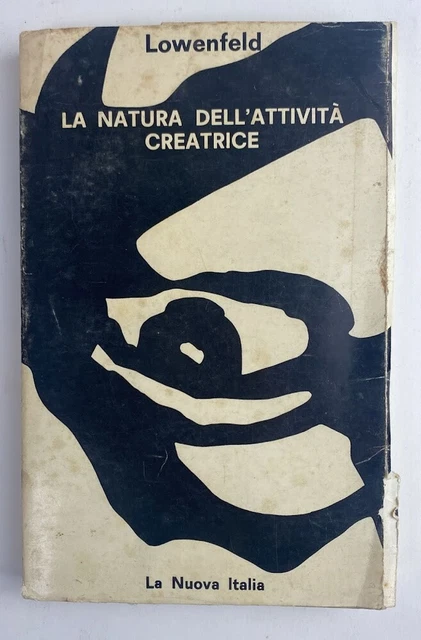 Lowenfeld
LA NATURA DELL'ATTIVITÀ
CREATRICE
La Nuova Italia